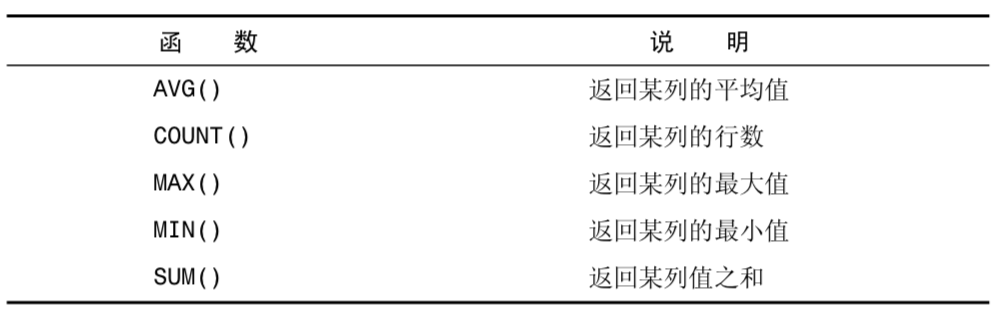 函 数 说 明
AVG() 返回某列的平均值
COUNT() 返回某列的行数
MAX() 返回某列的最大值
MIN() 返回某列的最小值
SUM() 返回某列值之和